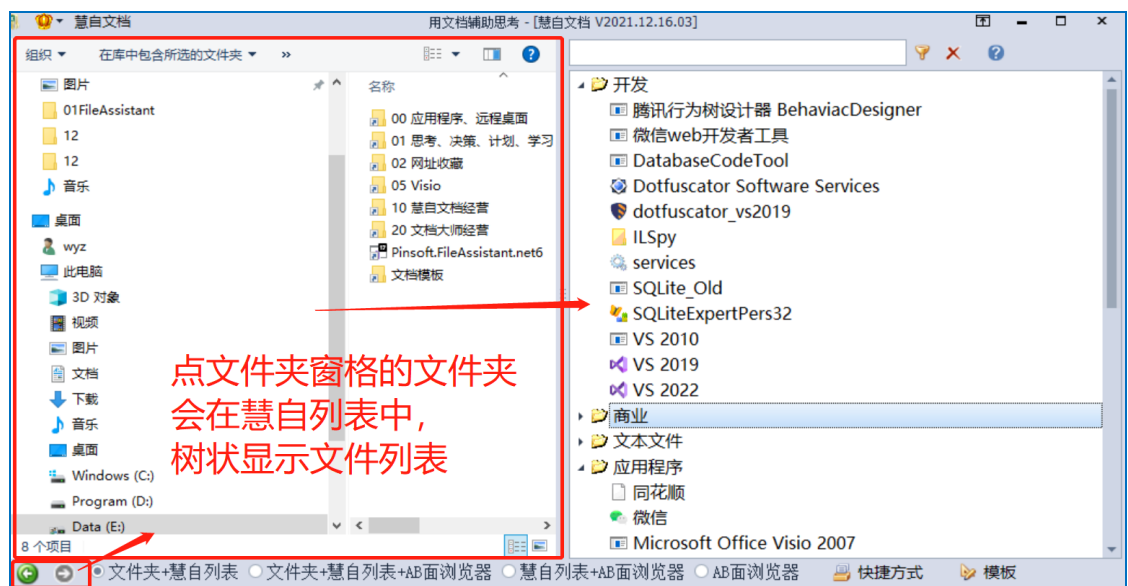 慧自文档
用文档辅助思考 - [慧自文档 V2021.12.16.03]
组织
在库中包含所选的文件夹
»
图片
01FileAssistant
12
12
音乐
桌面
wyz
此电脑
3D 对象
视频
图片
文档
下载
音乐
桌面
Windows (C:)
Program (D:)
Data (E:)
8 个项目
名称
00 应用程序、远程桌面
01 思考、决策、计划、学习
02 网址收藏
05 Visio
10 慧自文档经营
20 文档大师经营
Pinsoft.FileAssistant.net6
文档模板
点文件夹窗格的文件夹
会在慧自列表中，
树状显示文件列表
开发
腾讯行为树设计器 BehaviacDesigner
微信web开发者工具
DatabaseCodeTool
Dotfuscator Software Services
dotfuscator_vs2019
ILSpy
services
SQLite_Old
SQLiteExpertPers32
VS 2010
VS 2019
VS 2022
商业
文本文件
应用程序
同花顺
微信
Microsoft Office Visio 2007
文件夹+慧自列表
文件夹+慧自列表+AB面浏览器
慧自列表+AB面浏览器
AB面浏览器
快捷方式
模板